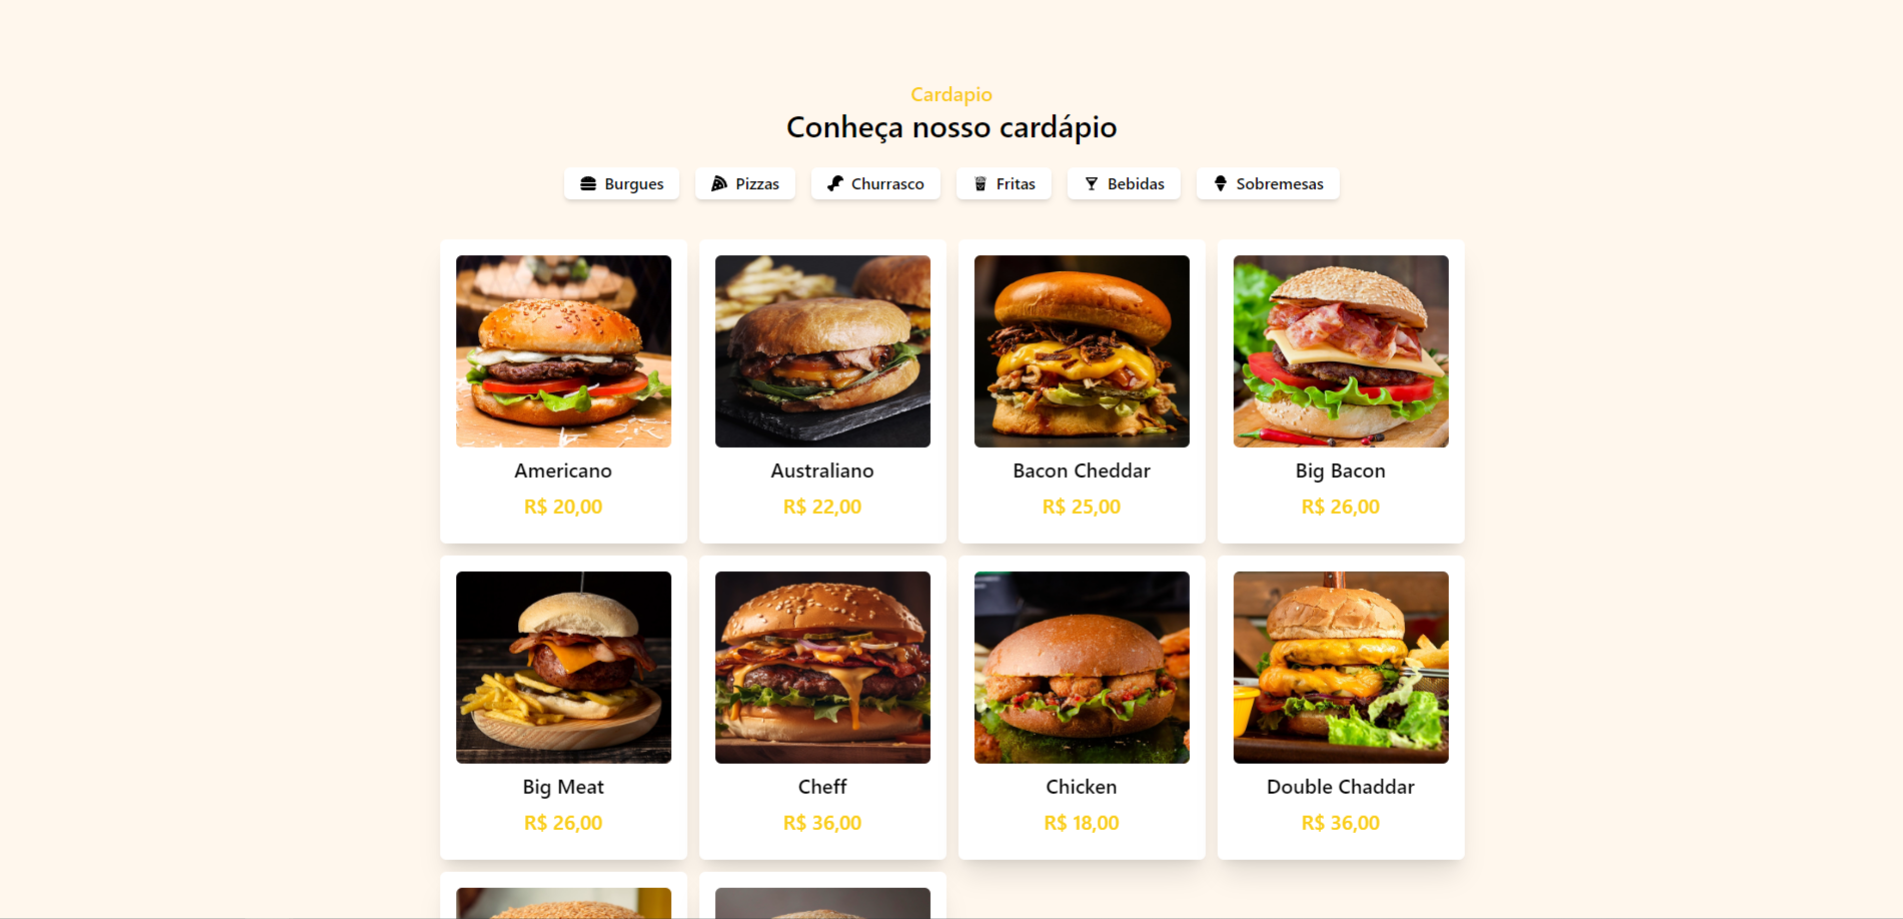 Cardapio
Conheça nosso cardápio
Burgues Pizzas Churrasco Fritas Bebidas Sobremesas
Americano Australiano Bacon Cheddar Big Bacon
R$ 20,00 R$ 22,00 R$ 25,00 R$ 26,00
Big Meat Cheff Chicken Double Chaddar
R$ 26,00 R$ 36,00 R$ 18,00 R$ 36,00